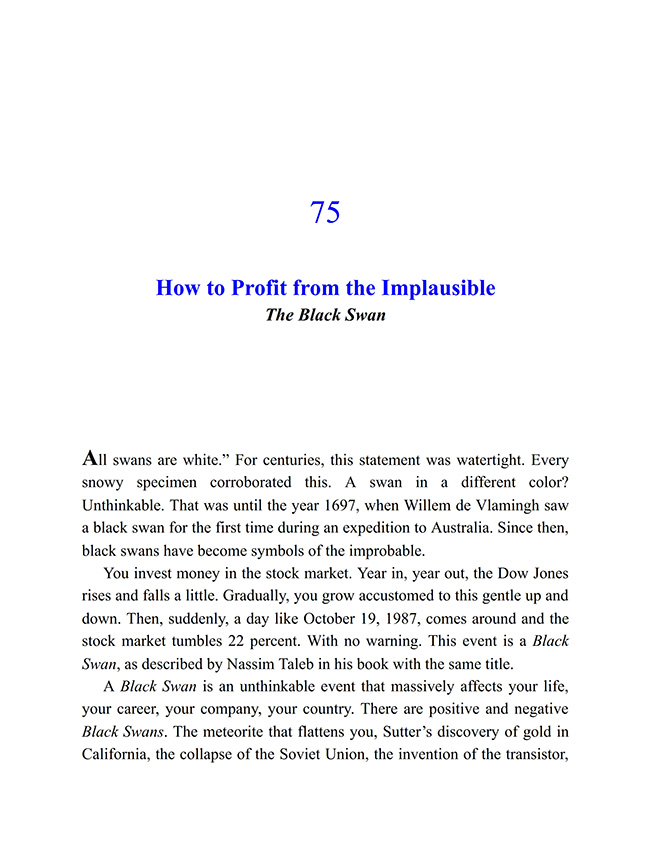 75
How to Profit from the Implausible
The Black Swan
All swans are white.” For centuries, this statement was watertight. Every
snowy specimen corroborated this. A swan in a different color?
Unthinkable. That was until the year 1697, when Willem de Vlamingh saw
a black swan for the first time during an expedition to Australia. Since then,
black swans have become symbols of the improbable.
You invest money in the stock market. Year in, year out, the Dow Jones
rises and falls a little. Gradually, you grow accustomed to this gentle up and
down. Then, suddenly, a day like October 19, 1987, comes around and the
stock market tumbles 22 percent. With no warning. This event is a Black
Swan, as described by Nassim Taleb in his book with the same title.
A Black Swan is an unthinkable event that massively affects your life,
your career, your company, your country. There are positive and negative
Black Swans. The meteorite that flattens you, Sutter’s discovery of gold in
California, the collapse of the Soviet Union, the invention of the transistor,